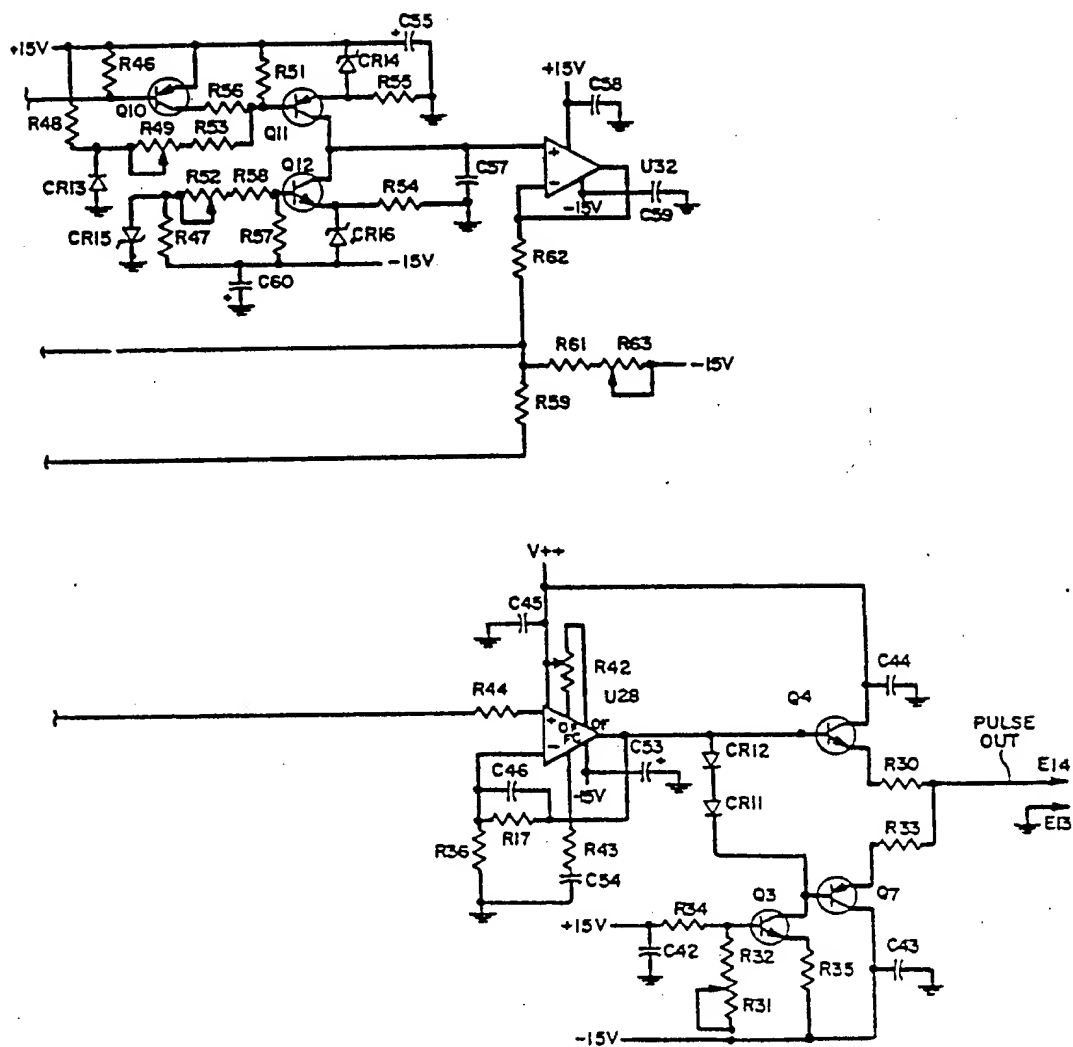 C55
+15V
R46
R51
CR14
R55
+15V
C58
Q10
R56
Q11
R48
R49
R53
U32
+
-
Q12
C57
CR13
R52
R58
R54
-15V
C59
CR15
R47
R57
CR16
R62
-15V
C60
R61
R63
-15V
R59
V++
C45
R42
C44
R44
U28
Q4
+
-
OF
FC
OF
PULSE
OUT
C53
CR12
E14
C46
-15V
R30
E13
CR11
R17
R33
R36
R43
C54
Q3
Q7
R34
+15V
C42
R32
R35
C43
R31
-15V